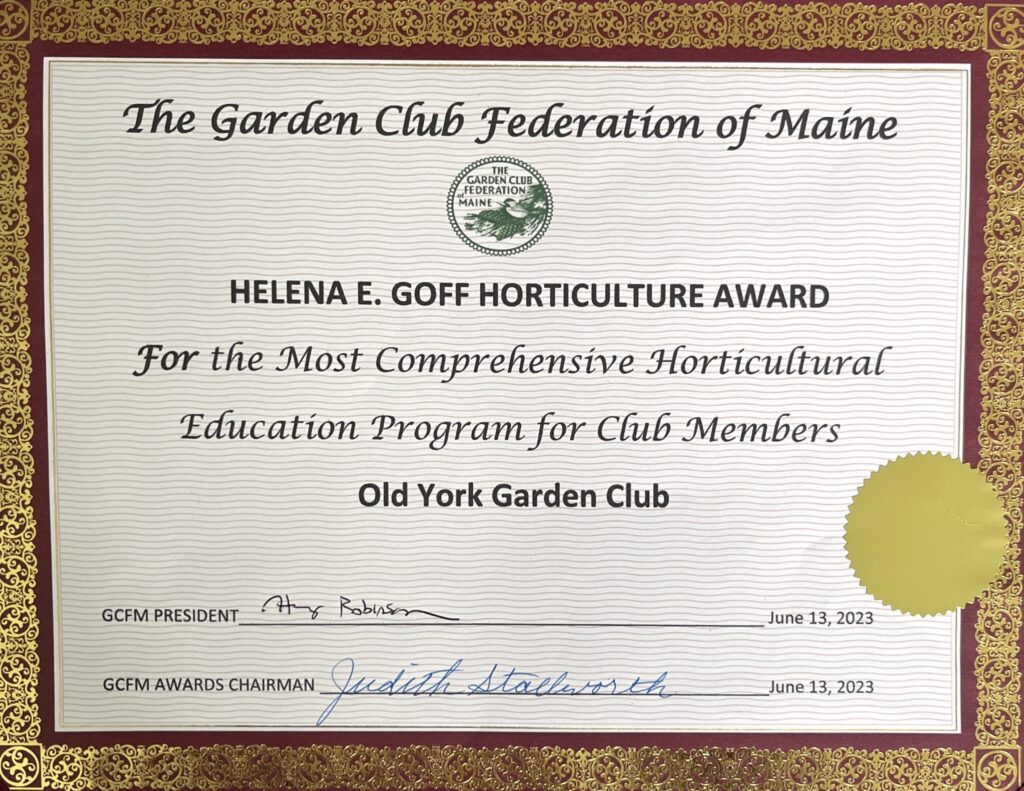 The Garden Club Federation of Maine
THE
GARDEN CLUB
FEDERATION
of
MAINE
HELENA E. GOFF HORTICULTURE AWARD
For the Most Comprehensive Horticultural
Education Program for Club Members
Old York Garden Club
GCFM PRESIDENT Robinson June 13, 2023
GCFM AWARDS CHAIRMAN Judith Stallworth June 13, 2023